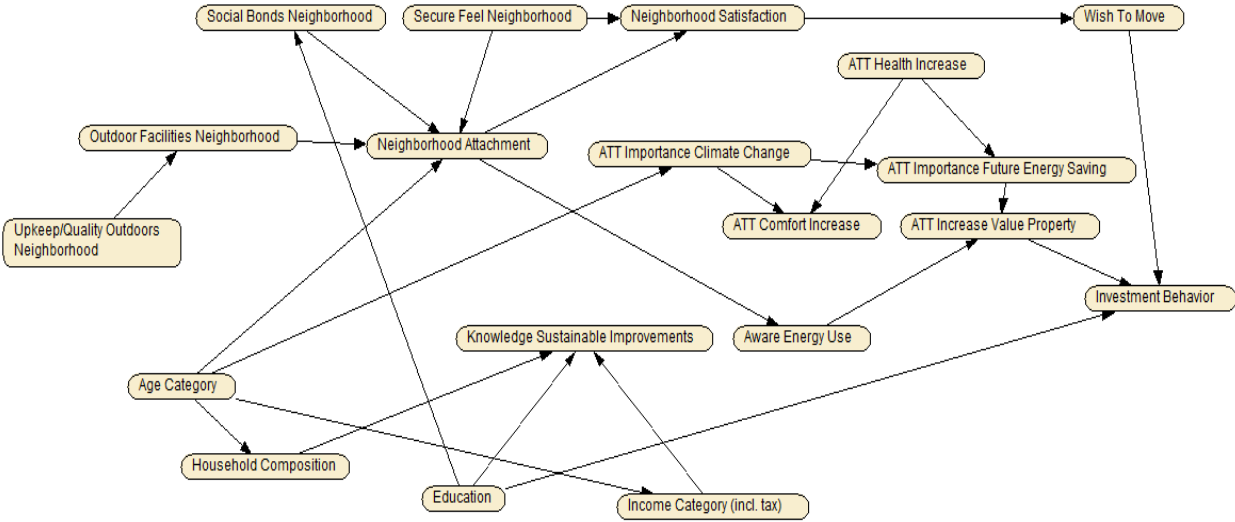 Social Bonds Neighborhood
Secure Feel Neighborhood
Neighborhood Satisfaction
Wish To Move
ATT Health Increase
Outdoor Facilities Neighborhood
Neighborhood Attachment
ATT Importance Climate Change
ATT Importance Future Energy Saving
Upkeep/Quality Outdoors
Neighborhood
ATT Comfort Increase
ATT Increase Value Property
Investment Behavior
Knowledge Sustainable Improvements
Aware Energy Use
Age Category
Household Composition
Education
Income Category (incl. tax)